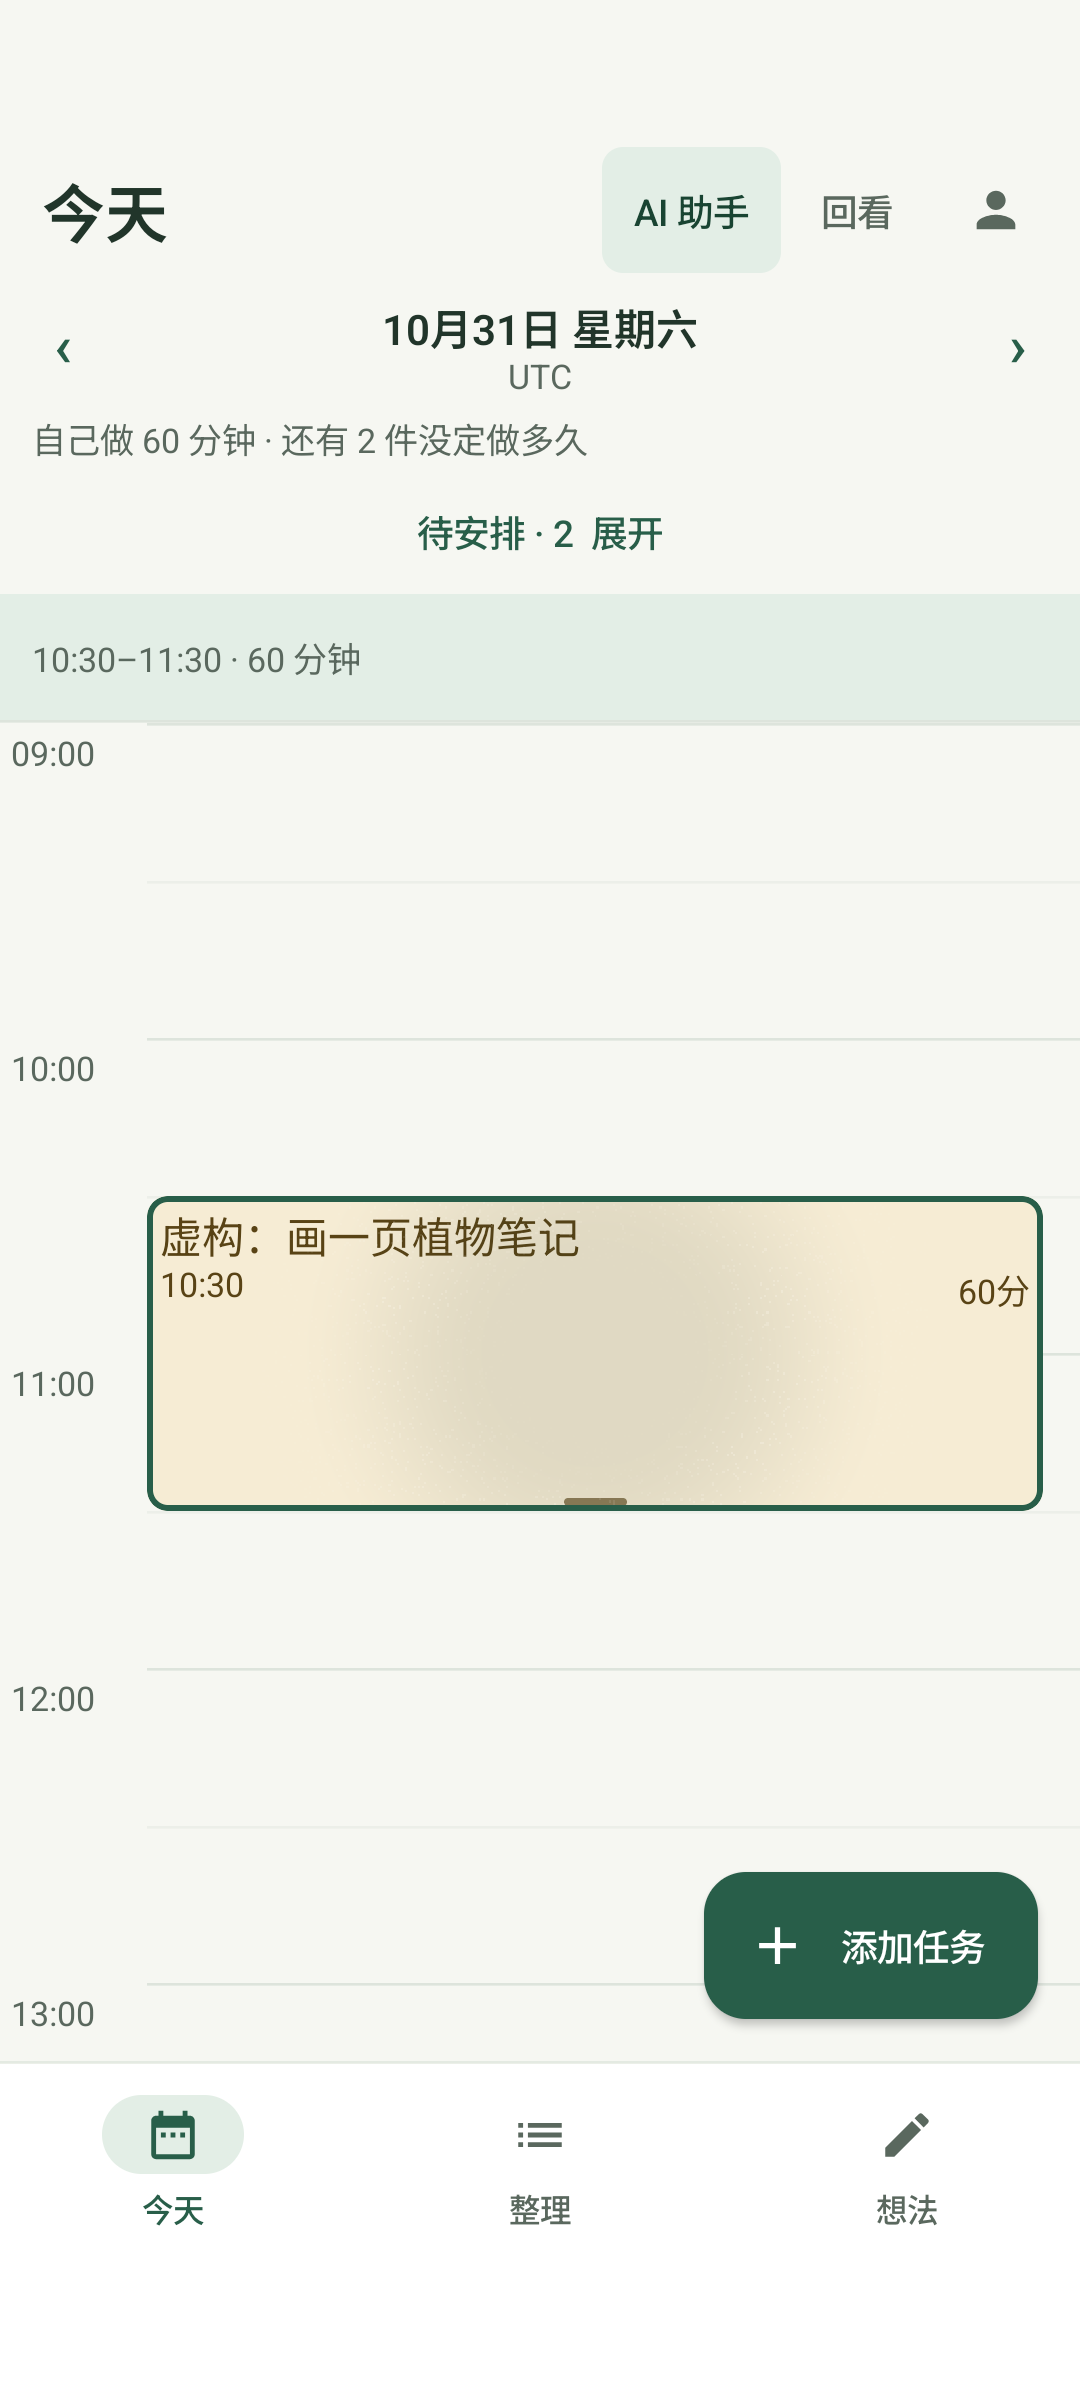 今天
AI 助手
回看
‹
10月31日 星期六
›
UTC
自己做 60 分钟 · 还有 2 件没定做多久
待安排 · 2 展开
10:30–11:30 · 60 分钟
09:00
10:00
虚构：画一页植物笔记
10:30
60分
11:00
12:00
添加任务
13:00
今天
整理
想法